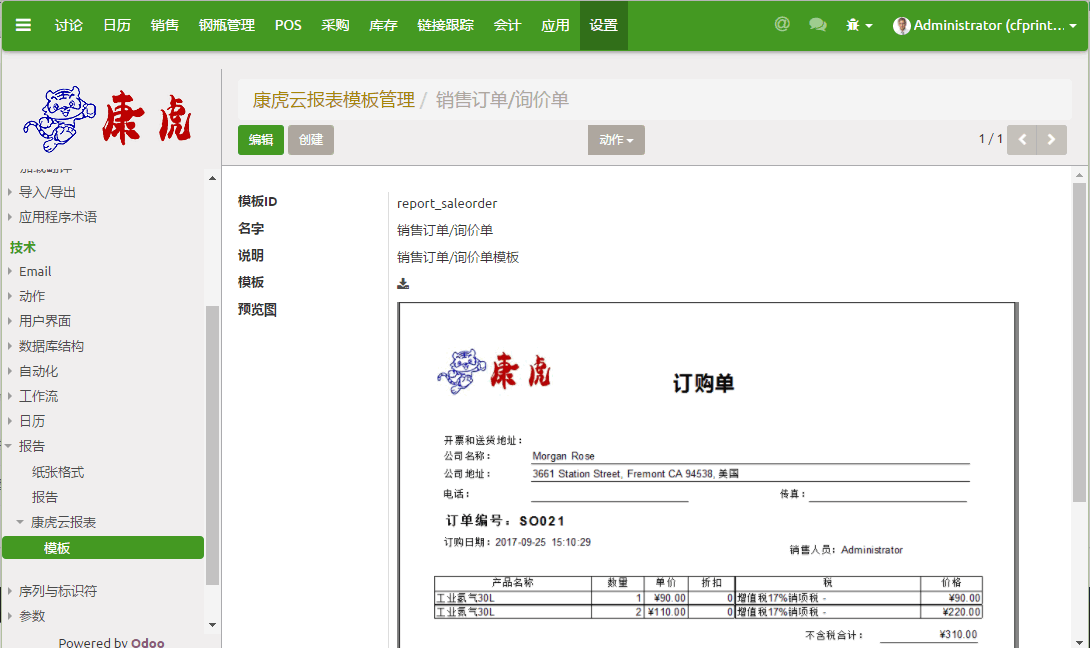 讨论 日历 销售 钢瓶管理 POS 采购 库存 链接跟踪 会计 应用 设置 @ Administrator (cfprint...
康虎
康虎云报表模板管理 / 销售订单/询价单
编辑 创建 动作 1 / 1
加载翻译
导入/导出
应用程序术语
技术
Email
动作
用户界面
数据库结构
自动化
工作流
日历
报告
纸张格式
报告
康虎云报表
模板
序列与标识符
参数
Powered by Odoo
模板ID report_saleorder
名字 销售订单/询价单
说明 销售订单/询价单模板
模板
预览图
康虎 订购单
开票和送货地址：
公司名称： Morgan Rose
公司地址： 3661 Station Street, Fremont CA 94538, 美国
电话： 传真：
订单编号：SO021
订购日期：2017-09-25 15:10:29
销售人员：Administrator
产品名称 数量 单价 折扣 税 价格
工业氩气30L 1 ¥90.00 0 增值税17%销项税 - ¥90.00
工业氮气30L 2 ¥110.00 0 增值税17%销项税 - ¥220.00
不含税合计： ¥310.00